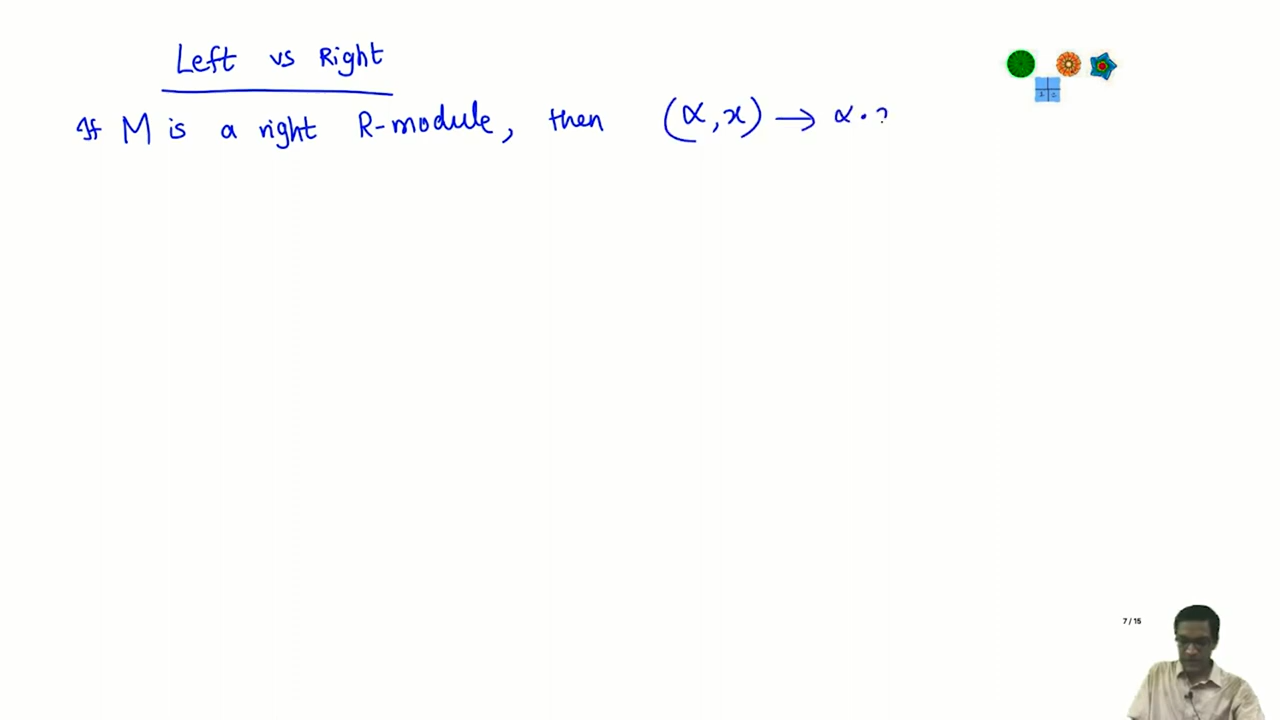 Left vs Right
If M is a right R-module, then (α, x) → α.
7 / 15